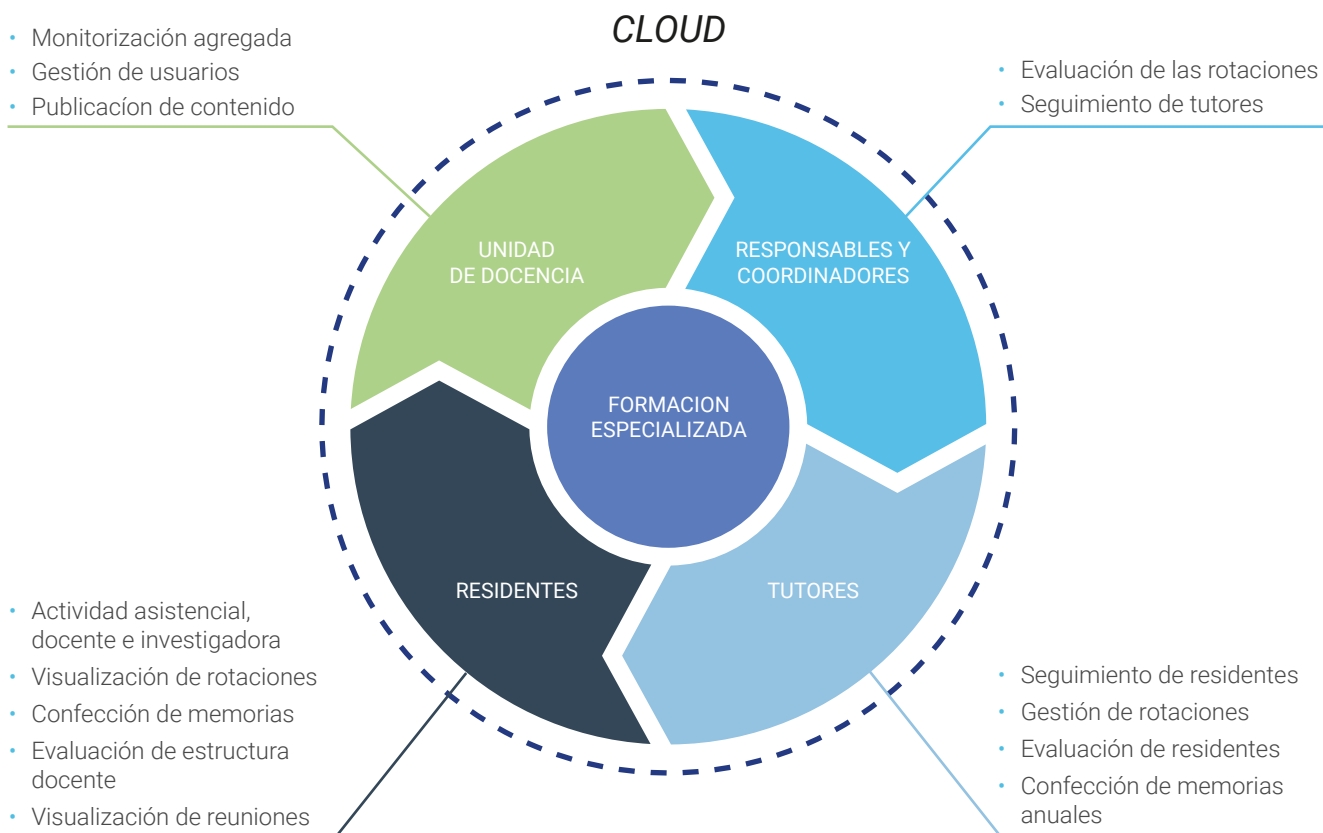 CLOUD
• Monitorización agregada
• Gestión de usuarios
• Publicacíon de contenido
• Evaluación de las rotaciones
• Seguimiento de tutores
UNIDAD
DE DOCENCIA
RESPONSABLES Y
COORDINADORES
FORMACION
ESPECIALIZADA
RESIDENTES
TUTORES
• Actividad asistencial,
docente e investigadora
• Visualización de rotaciones
• Confección de memorias
• Evaluación de estructura
docente
• Visualización de reuniones
• Seguimiento de residentes
• Gestión de rotaciones
• Evaluación de residentes
• Confección de memorias
anuales